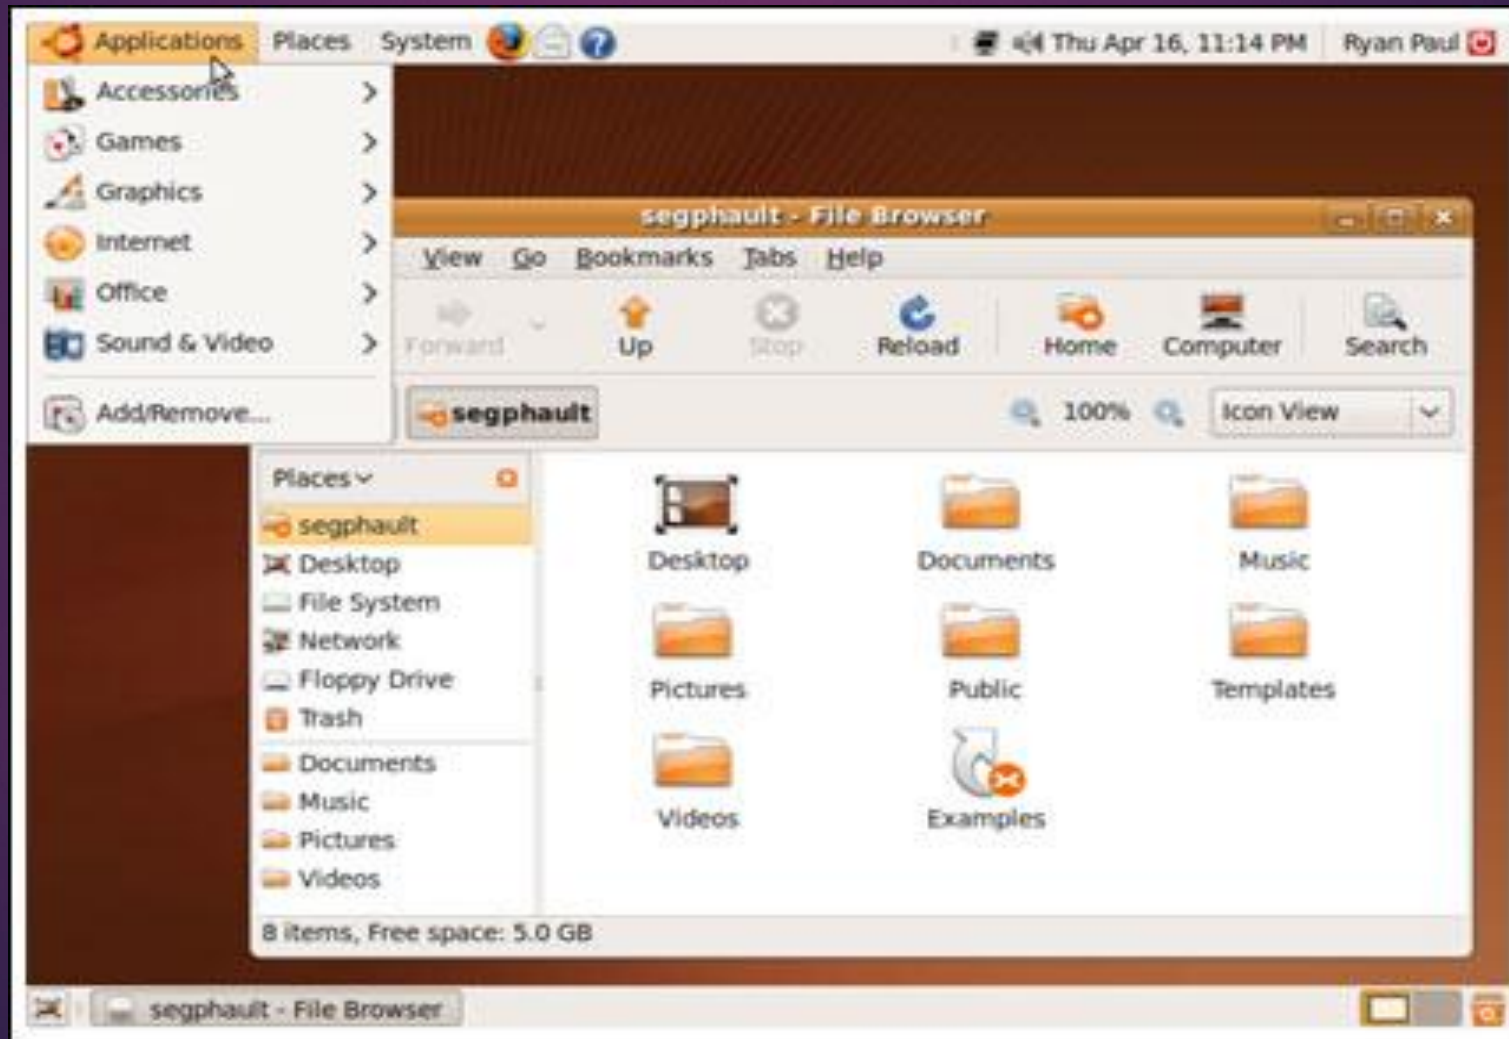 Applications Places System Thu Apr 16, 11:14 PM Ryan Paul
Accessories
Games
Graphics
Internet
Office
Sound & Video
Add/Remove...
segphault - File Browser
View Go Bookmarks Tabs Help
Forward Up Stop Reload Home Computer Search
segphault 100% Icon View
Places
segphault
Desktop
File System
Network
Floppy Drive
Trash
Documents
Music
Pictures
Videos
Desktop Documents Music
Pictures Public Templates
Videos Examples
8 items, Free space: 5.0 GB
segphault - File Browser